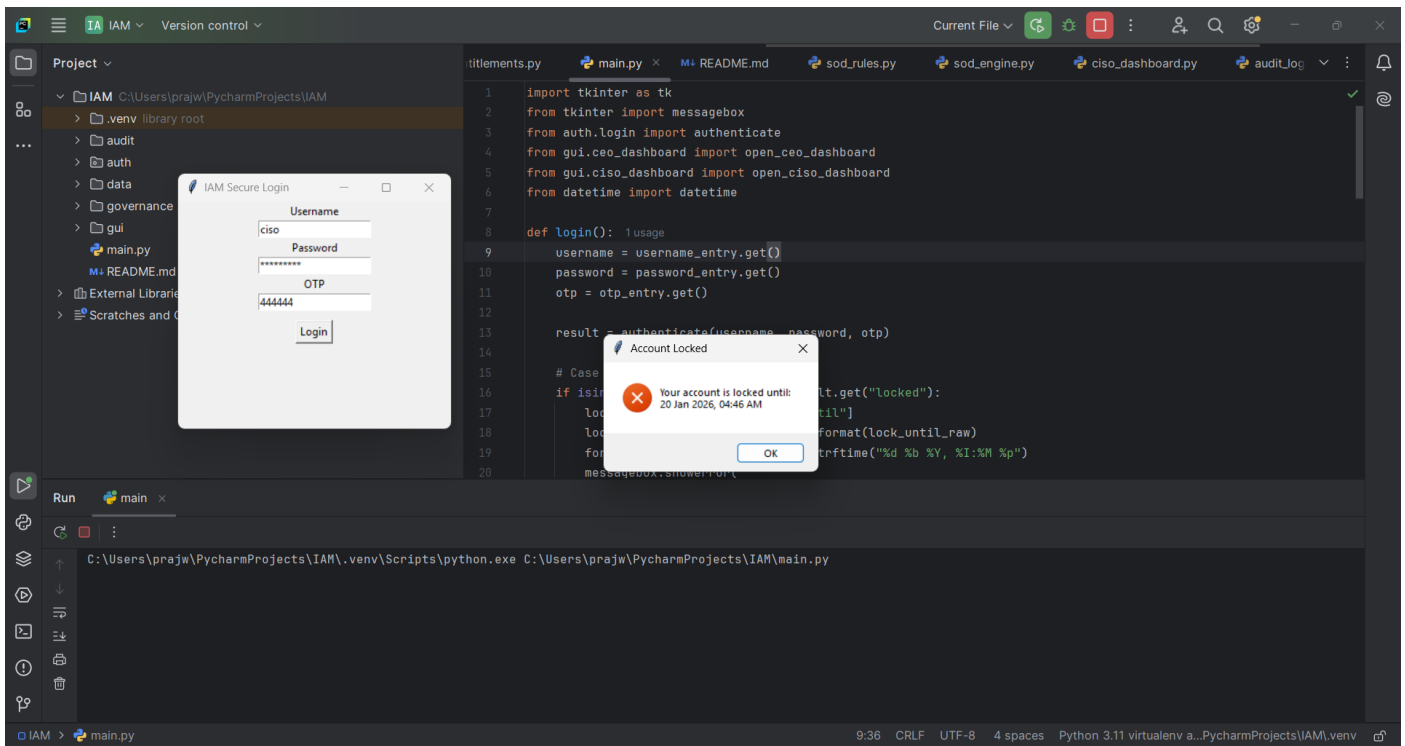 IA IAM Version control Current File
Project
titlements.py main.py README.md sod_rules.py sod_engine.py ciso_dashboard.py audit_log
IAM C:\Users\prajw\PycharmProjects\IAM
.venv library root
audit
auth
data
governance
gui
main.py
README.md
External Librarie
Scratches and
IAM Secure Login
Username
ciso
Password
*********
OTP
444444
Login
1 import tkinter as tk
2 from tkinter import messagebox
3 from auth.login import authenticate
4 from gui.ceo_dashboard import open_ceo_dashboard
5 from gui.ciso_dashboard import open_ciso_dashboard
6 from datetime import datetime
7
8 def login(): 1 usage
9 username = username_entry.get()
10 password = password_entry.get()
11 otp = otp_entry.get()
12
13 result = authenticate(username, password, otp)
14
15 # Case
16 if isin lt.get("locked"):
17 loc til"]
18 loc format(lock_until_raw)
19 for trftime("%d %b %Y, %I:%M %p")
20 messagebox.showerror(
Account Locked
Your account is locked until:
20 Jan 2026, 04:46 AM
OK
Run main
C:\Users\prajw\PycharmProjects\IAM\.venv\Scripts\python.exe C:\Users\prajw\PycharmProjects\IAM\main.py
IAM > main.py 9:36 CRLF UTF-8 4 spaces Python 3.11 virtualenv a...PycharmProjects\IAM\.venv